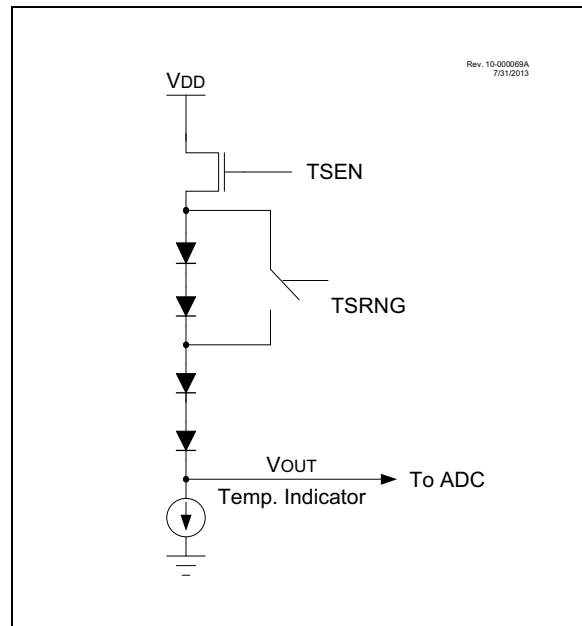 Rev. 10-000069A
7/31/2013
VDD
TSEN
TSRNG
VOUT
Temp. Indicator
To ADC